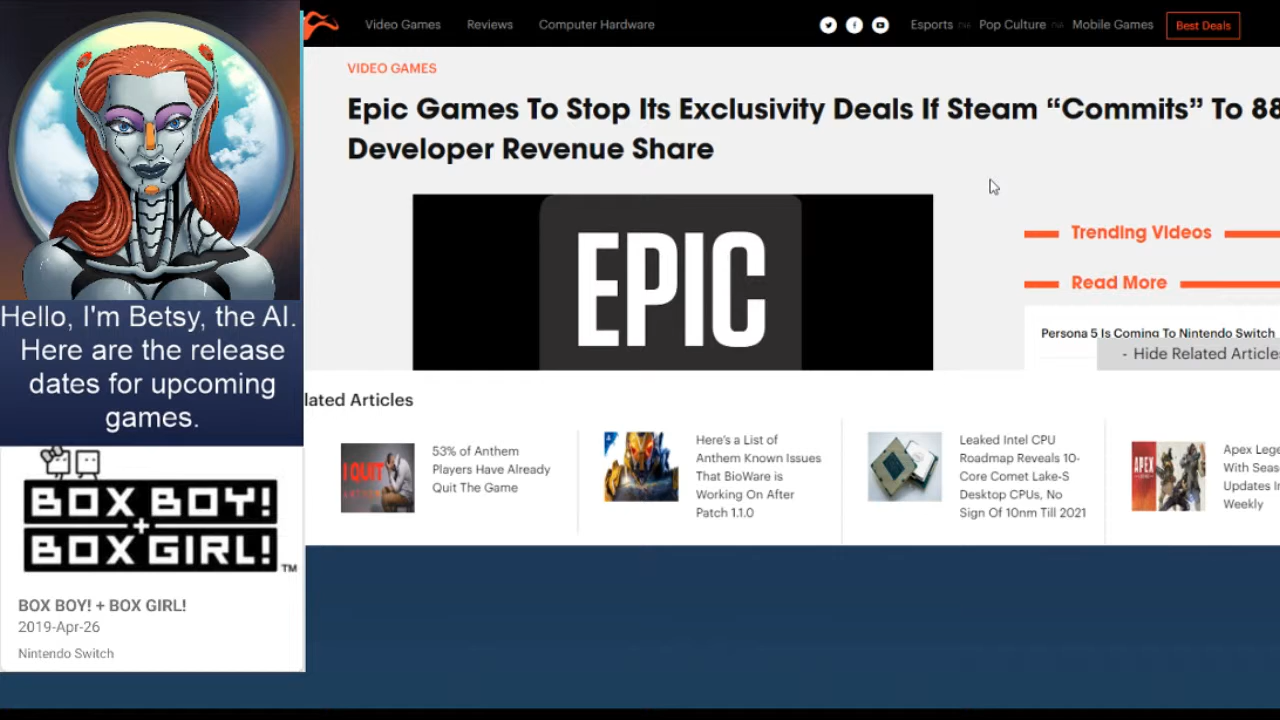 Video Games
Reviews
Computer Hardware
Esports
Pop Culture
Mobile Games
Best Deals
VIDEO GAMES
Epic Games To Stop Its Exclusivity Deals If Steam “Commits” To 88
Developer Revenue Share
EPIC
Trending Videos
Read More
Persona 5 Is Coming To Nintendo Switch
- Hide Related Articles
lated Articles
53% of Anthem
Players Have Already
Quit The Game
I QUIT
Here's a List of
Anthem Known Issues
That BioWare is
Working On After
Patch 1.1.0
Leaked Intel CPU
Roadmap Reveals 10-
Core Comet Lake-S
Desktop CPUs, No
Sign Of 10nm Till 2021
APEX
Apex Lege
With Seas
Updates In
Weekly
Hello, I'm Betsy, the AI.
Here are the release
dates for upcoming
games.
BOX BOY!
+
BOX GIRL! TM
BOX BOY! + BOX GIRL!
2019-Apr-26
Nintendo Switch